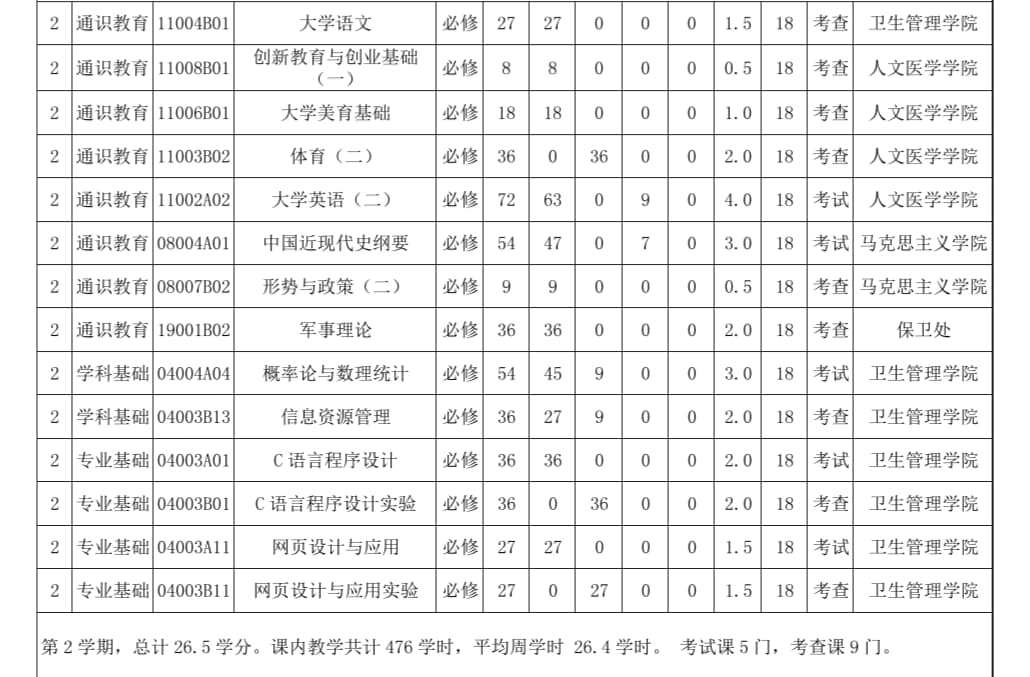 2 通识教育 11004B01 大学语文 必修 27 27 0 0 0 1.5 18 考查 卫生管理学院
2 通识教育 11008B01 创新教育与创业基础（一） 必修 8 8 0 0 0 0.5 18 考查 人文医学学院
2 通识教育 11006B01 大学美育基础 必修 18 18 0 0 0 1.0 18 考查 人文医学学院
2 通识教育 11003B02 体育（二） 必修 36 0 36 0 0 2.0 18 考查 人文医学学院
2 通识教育 11002A02 大学英语（二） 必修 72 63 0 9 0 4.0 18 考试 人文医学学院
2 通识教育 08004A01 中国近现代史纲要 必修 54 47 0 7 0 3.0 18 考试 马克思主义学院
2 通识教育 08007B02 形势与政策（二） 必修 9 9 0 0 0 0.5 18 考查 马克思主义学院
2 通识教育 19001B02 军事理论 必修 36 36 0 0 0 2.0 18 考查 保卫处
2 学科基础 04004A04 概率论与数理统计 必修 54 45 9 0 0 3.0 18 考试 卫生管理学院
2 学科基础 04003B13 信息资源管理 必修 36 27 9 0 0 2.0 18 考查 卫生管理学院
2 专业基础 04003A01 C 语言程序设计 必修 36 36 0 0 0 2.0 18 考试 卫生管理学院
2 专业基础 04003B01 C 语言程序设计实验 必修 36 0 36 0 0 2.0 18 考查 卫生管理学院
2 专业基础 04003A11 网页设计与应用 必修 27 27 0 0 0 1.5 18 考试 卫生管理学院
2 专业基础 04003B11 网页设计与应用实验 必修 27 0 27 0 0 1.5 18 考查 卫生管理学院
第 2 学期，总计 26.5 学分。课内教学共计 476 学时，平均周学时 26.4 学时。 考试课 5 门，考查课 9 门。